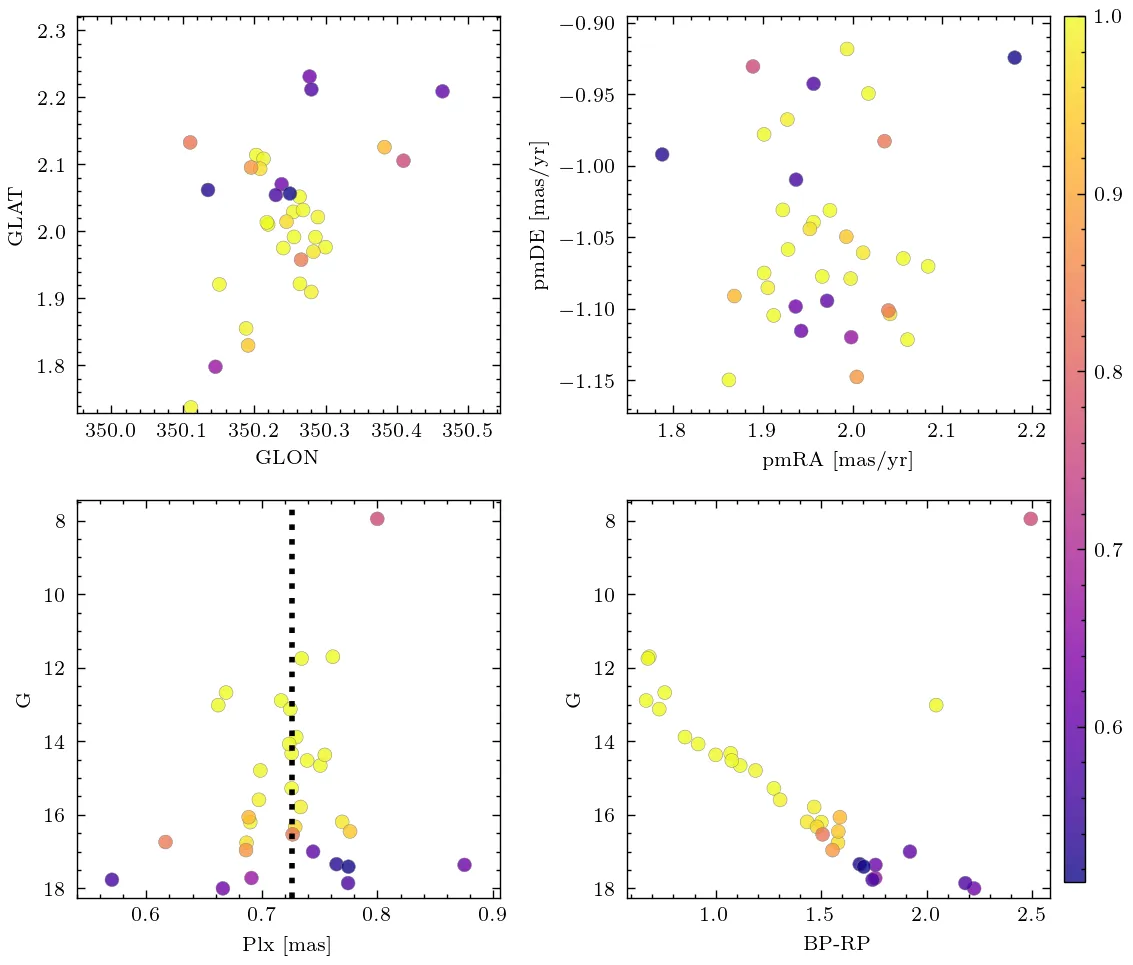 2.3
2.2
2.1
2.0
1.9
1.8
GLAT
350.0 350.1 350.2 350.3 350.4 350.5
GLON
−0.90
−0.95
−1.00
−1.05
−1.10
−1.15
pmDE [mas/yr]
1.8 1.9 2.0 2.1 2.2
pmRA [mas/yr]
8
10
12
14
16
18
G
0.6 0.7 0.8 0.9
Plx [mas]
8
10
12
14
16
18
G
1.0 1.5 2.0 2.5
BP-RP
1.0
0.9
0.8
0.7
0.6